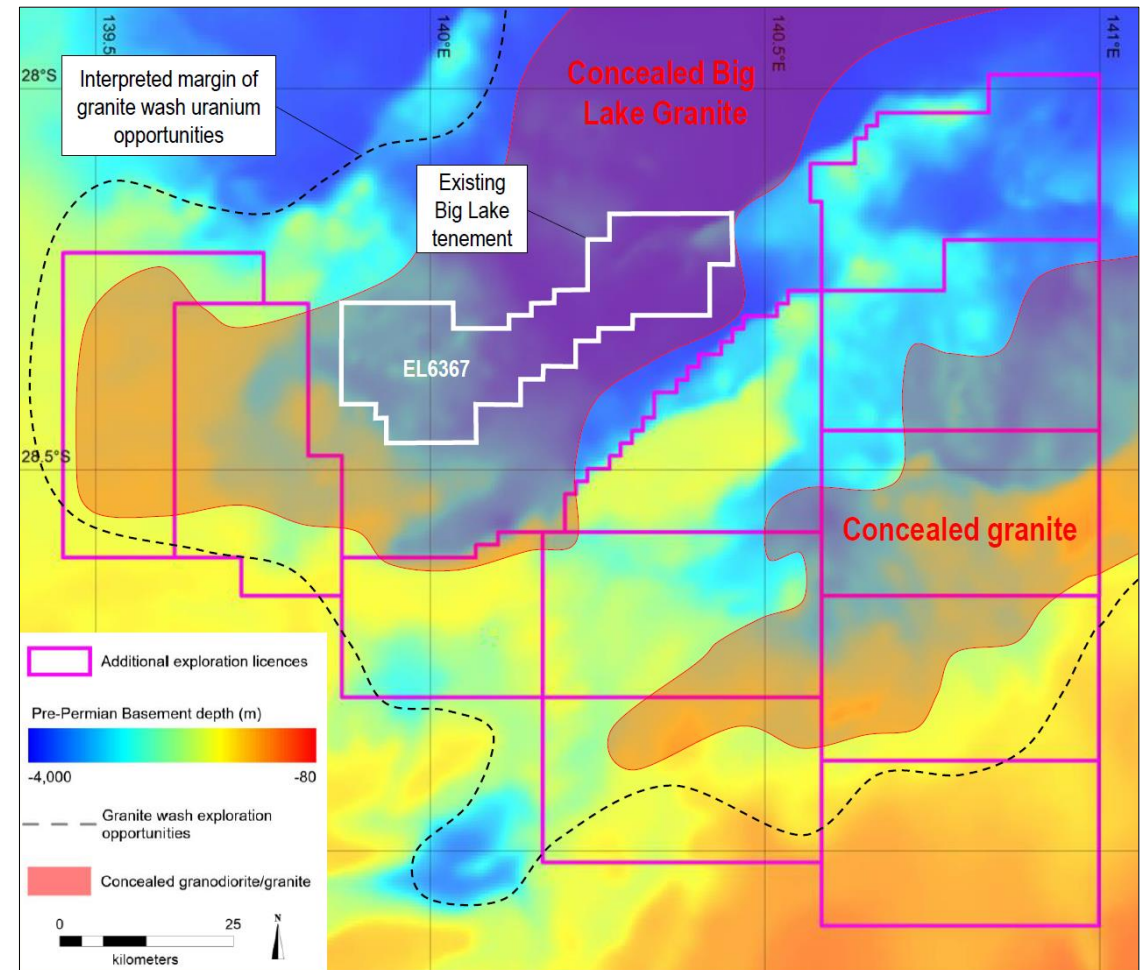 139.5
140°E
140.5°E
141°E
28°S
Interpreted margin of
granite wash uranium
opportunities
Concealed Big
Lake Granite
Existing
Big Lake
tenement
EL6367
28.5°S
Concealed granite
Additional exploration licences
Pre-Permian Basement depth (m)
-4,000
-80
Granite wash exploration
opportunities
Concealed granodiorite/granite
0
25
kilometers
N